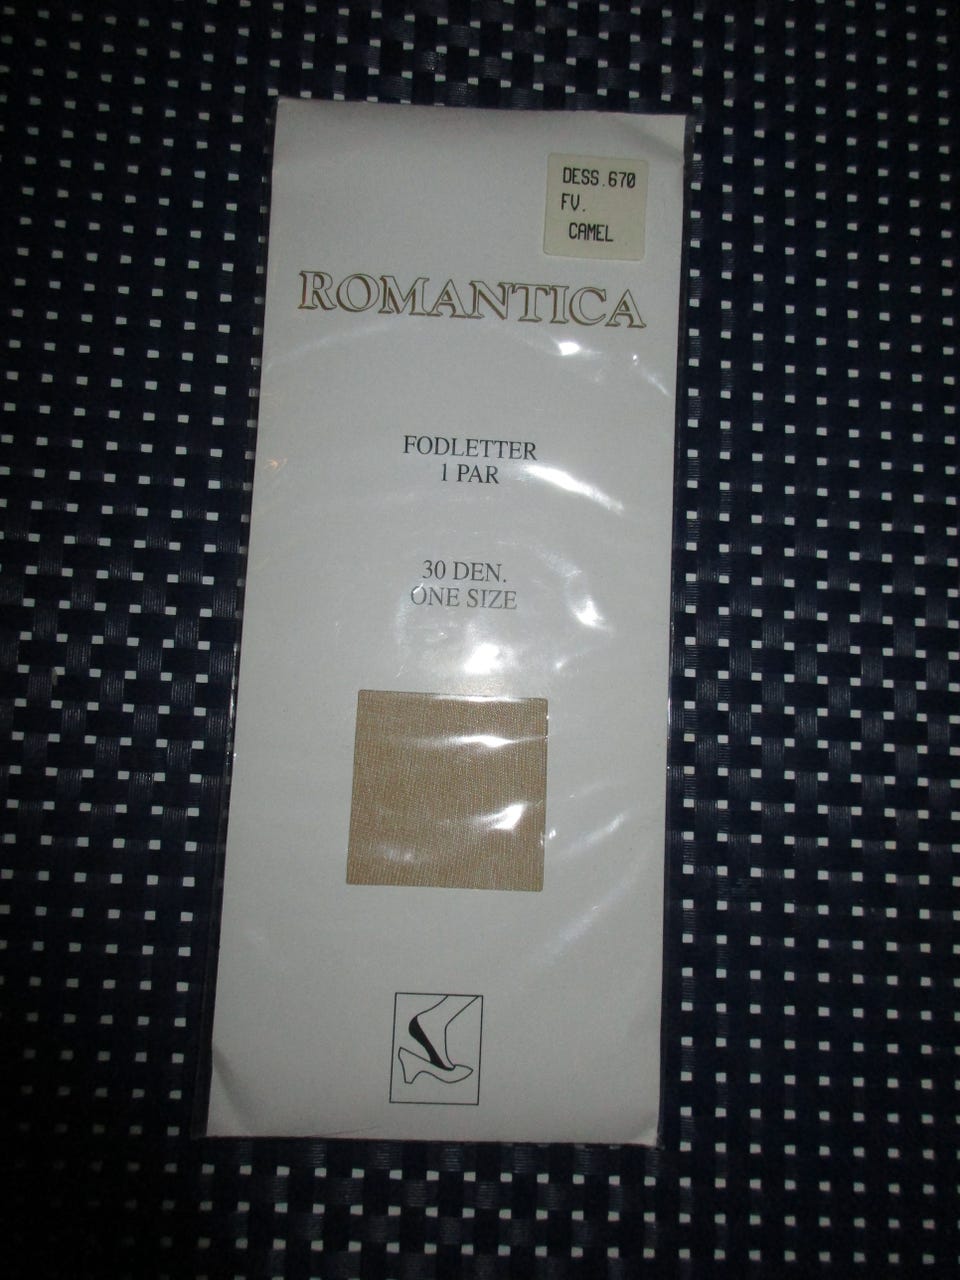 DESS.670
FV.
CAMEL
ROMANTICA
FODLETTER
1 PAR
30 DEN.
ONE SIZE